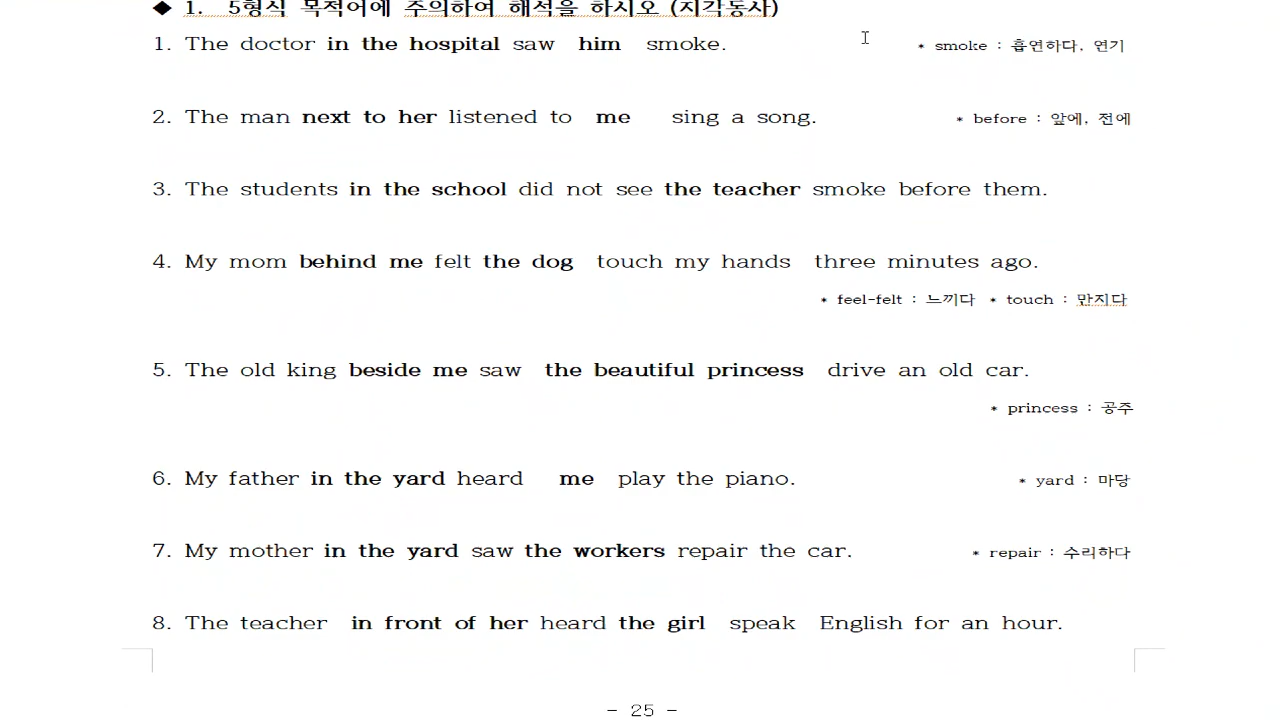 ◆ 1. 5형식 목적어에 주의하여 해석을 하시오 (지각동사)
1. The doctor in the hospital saw him smoke. * smoke : 흡연하다, 연기
2. The man next to her listened to me sing a song. * before : 앞에, 전에
3. The students in the school did not see the teacher smoke before them.
4. My mom behind me felt the dog touch my hands three minutes ago.
* feel-felt : 느끼다 * touch : 만지다
5. The old king beside me saw the beautiful princess drive an old car.
* princess : 공주
6. My father in the yard heard me play the piano. * yard : 마당
7. My mother in the yard saw the workers repair the car. * repair : 수리하다
8. The teacher in front of her heard the girl speak English for an hour.
- 25 -